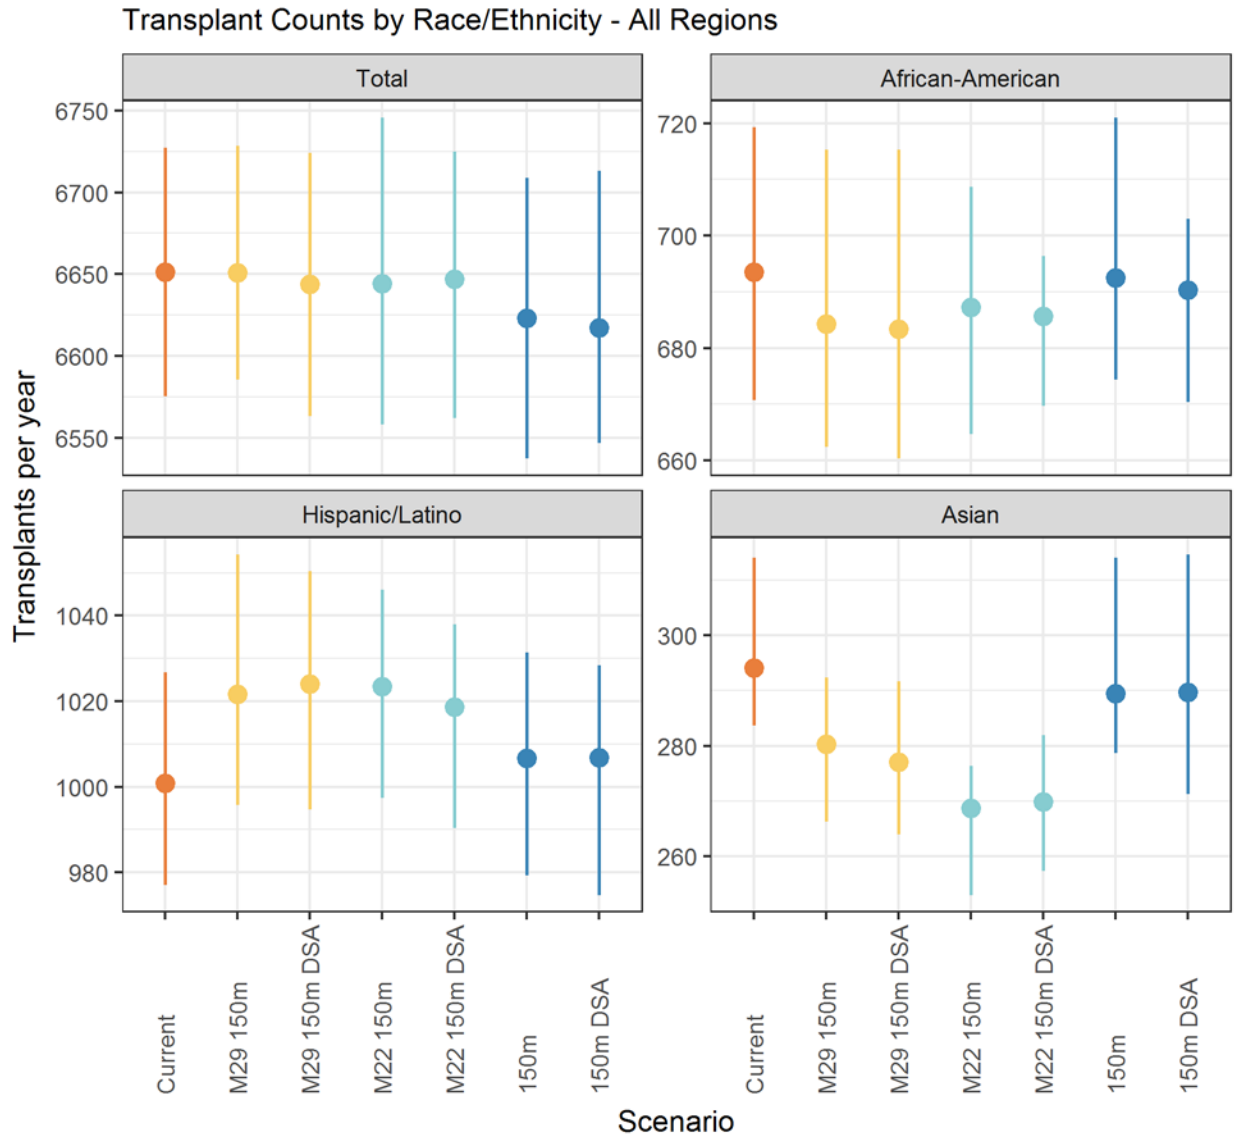 Transplant Counts by Race/Ethnicity - All Regions
Total
African-American
6750
6700
6650
6600
6550
720
700
680
660
Transplants per year
Hispanic/Latino
Asian
1040
1020
1000
980
300
280
260
Current
M29 150m
M29 150m DSA
M22 150m
M22 150m DSA
150m
150m DSA
Current
M29 150m
M29 150m DSA
M22 150m
M22 150m DSA
150m
150m DSA
Scenario